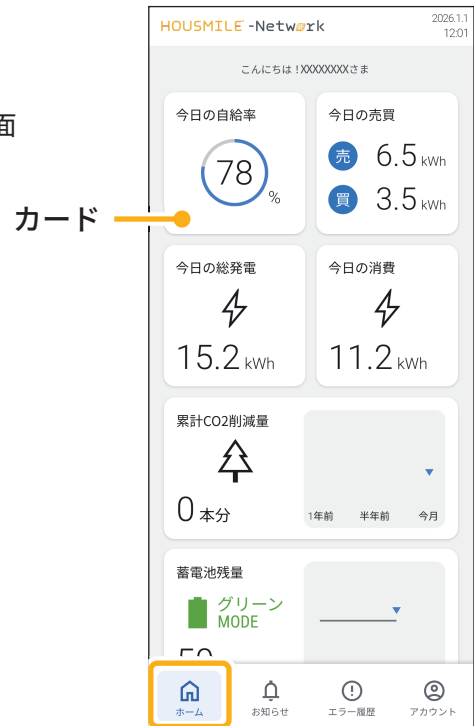 HOUSMILE -Network
2026.1.1
12:01
こんにちは！XXXXXXXXさま
面
カード
今日の自給率
78
%
今日の売買
売 6.5 kWh
買 3.5 kWh
今日の総発電
15.2 kWh
今日の消費
11.2 kWh
累計CO2削減量
0 本分
1年前 半年前 今月
蓄電池残量
グリーン
MODE
ホーム お知らせ エラー履歴 アカウント